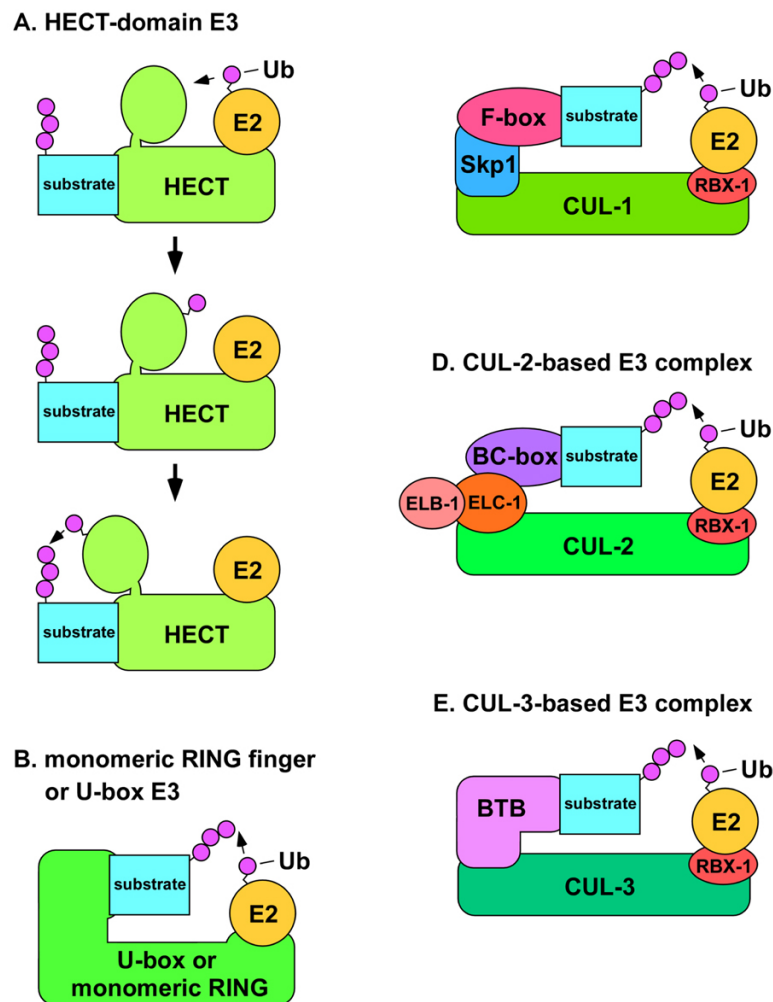 A. HECT-domain E3
Ub
E2
substrate
HECT
E2
substrate
HECT
E2
substrate
HECT
B. monomeric RING finger
or U-box E3
Ub
substrate
E2
U-box or
monomeric RING
F-box
substrate
Ub
E2
Skp1
RBX-1
CUL-1
D. CUL-2-based E3 complex
Ub
BC-box
substrate
E2
ELB-1
ELC-1
RBX-1
CUL-2
E. CUL-3-based E3 complex
Ub
BTB
substrate
E2
RBX-1
CUL-3